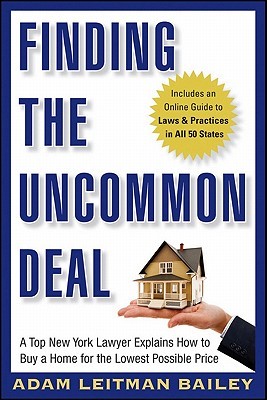 FINDING
THE
UNCOMMON
DEAL
Includes an
Online Guide to
Laws & Practices
in All 50 States
A Top New York Lawyer Explains How to
Buy a Home for the Lowest Possible Price
ADAM LEITMAN BAILEY